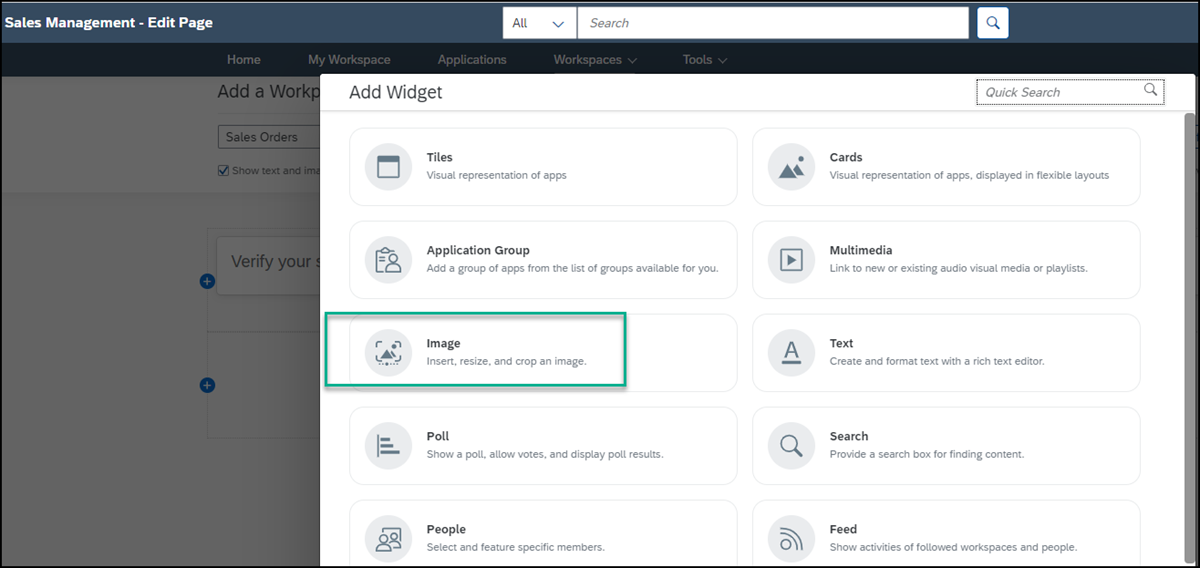 Sales Management - Edit Page
All
Search
Home
My Workspace
Applications
Workspaces
Tools
Add a Workp
Add Widget
Quick Search
Sales Orders
Show text and ima
Tiles
Visual representation of apps
Cards
Visual representation of apps, displayed in flexible layouts
Verify your s
Application Group
Add a group of apps from the list of groups available for you.
Multimedia
Link to new or existing audio visual media or playlists.
Image
Insert, resize, and crop an image.
Text
Create and format text with a rich text editor.
Poll
Show a poll, allow votes, and display poll results.
Search
Provide a search box for finding content.
People
Select and feature specific members.
Feed
Show activities of followed workspaces and people.